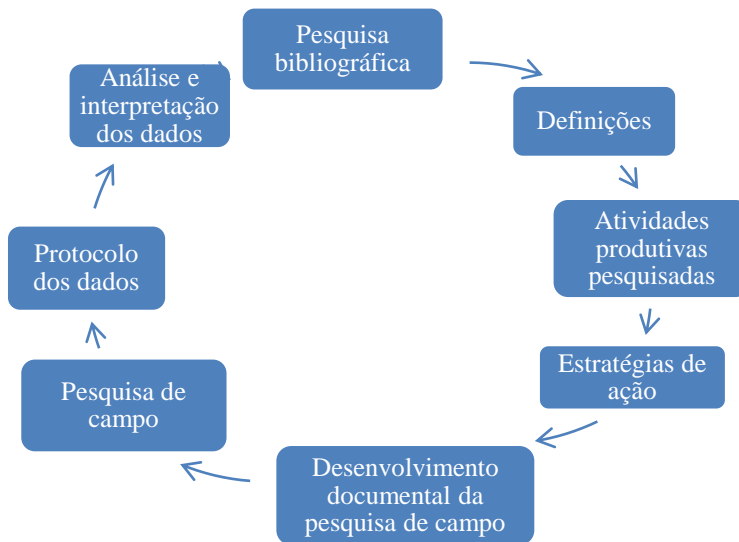 Pesquisa
bibliográfica
Definições
Atividades
produtivas
pesquisadas
Estratégias de
ação
Desenvolvimento
documental da
pesquisa de campo
Pesquisa de
campo
Protocolo
dos dados
Análise e
interpretação
dos dados